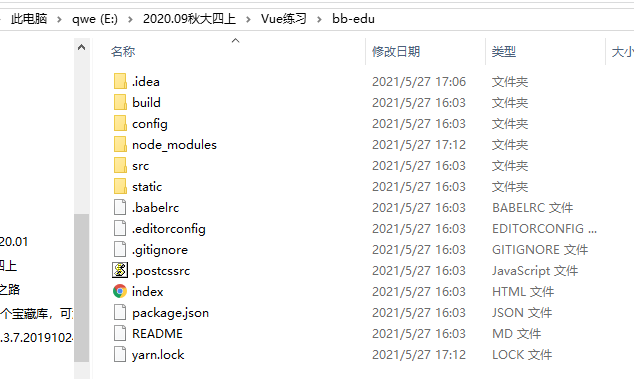 此电脑 > qwe (E:) > 2020.09秋大四上 > Vue练习 > bb-edu
名称 修改日期 类型 大小
.idea 2021/5/27 17:06 文件夹
build 2021/5/27 16:03 文件夹
config 2021/5/27 16:03 文件夹
node_modules 2021/5/27 17:12 文件夹
src 2021/5/27 16:03 文件夹
static 2021/5/27 16:03 文件夹
.babelrc 2021/5/27 16:03 BABELRC 文件
.editorconfig 2021/5/27 16:03 EDITORCONFIG ...
20.01
.gitignore 2021/5/27 16:03 GITIGNORE 文件
四上
.postcssrc 2021/5/27 16:03 JavaScript 文件
之路
index 2021/5/27 16:03 HTML 文件
个宝藏库，可
package.json 2021/5/27 16:03 JSON 文件
.3.7.2019102
README 2021/5/27 16:03 MD 文件
yarn.lock 2021/5/27 17:12 LOCK 文件